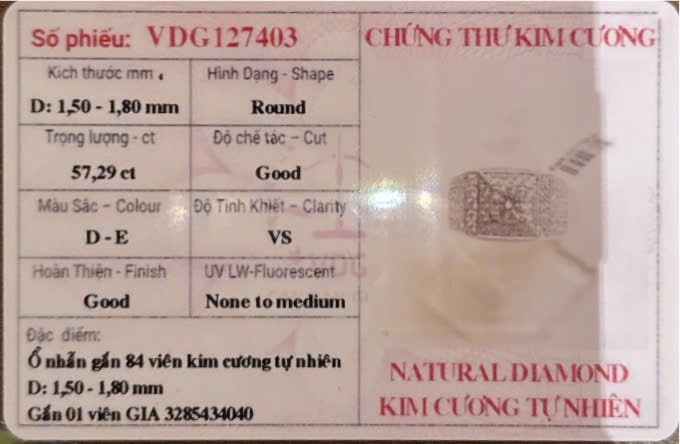 Số phiếu: VDG127403
CHỨNG THƯ KIM CƯƠNG
Kích thước mm
Hình Dạng - Shape
D: 1,50 - 1,80 mm
Round
Trọng lượng - ct
Độ chế tác - Cut
57,29 ct
Good
Màu Sắc - Colour
Độ Tinh Khiết - Clarity
D - E
VS
VDG
Hoàn Thiện - Finish
UV LW-Fluorescent
Good
None to medium
Đặc điểm:
Ổ nhẫn gắn 84 viên kim cương tự nhiên
D: 1,50 - 1,80 mm
Gắn 01 viên GIA 3285434040
NATURAL DIAMOND
KIM CƯƠNG TỰ NHIÊN